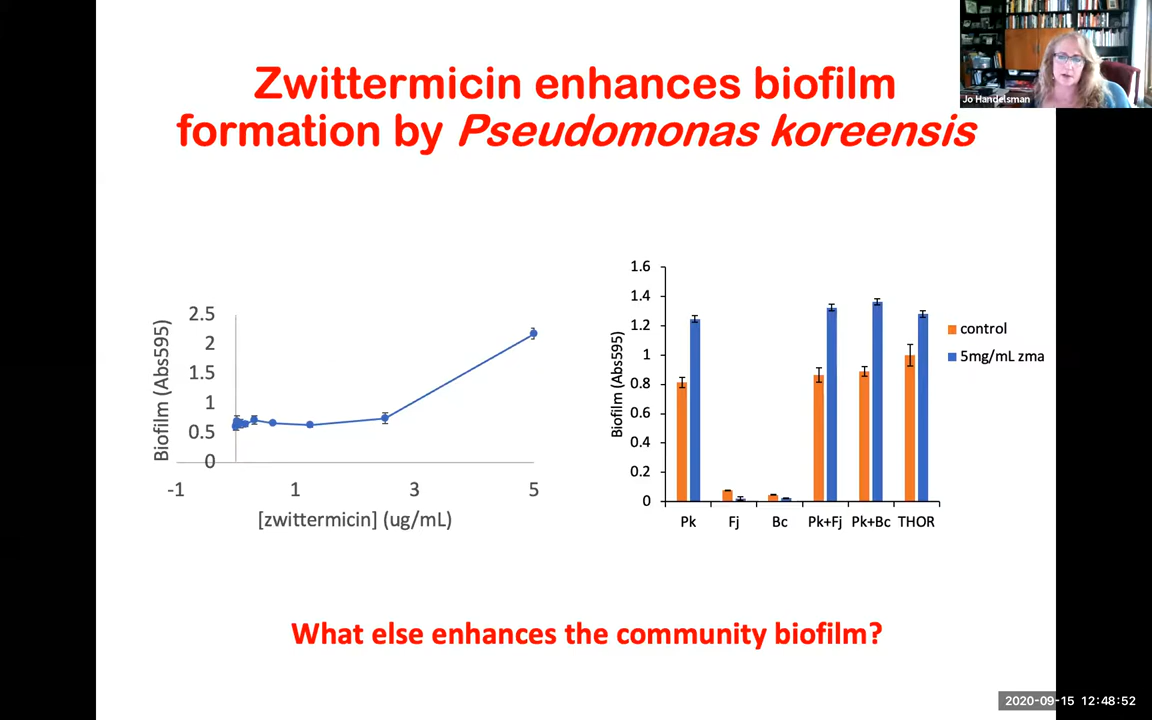 Jo Handelsman
Zwittermicin enhances biofilm
formation by Pseudomonas koreensis
Biofilm (Abs595)
2.5
2
1.5
1
0.5
0
-1 1 3 5
[zwittermicin] (ug/mL)
Biofilm (Abs595)
1.6
1.4
1.2
1
0.8
0.6
0.4
0.2
0
Pk Fj Bc Pk+Fj Pk+Bc THOR
control
5mg/mL zma
What else enhances the community biofilm?
2020-09-15 12:48:52